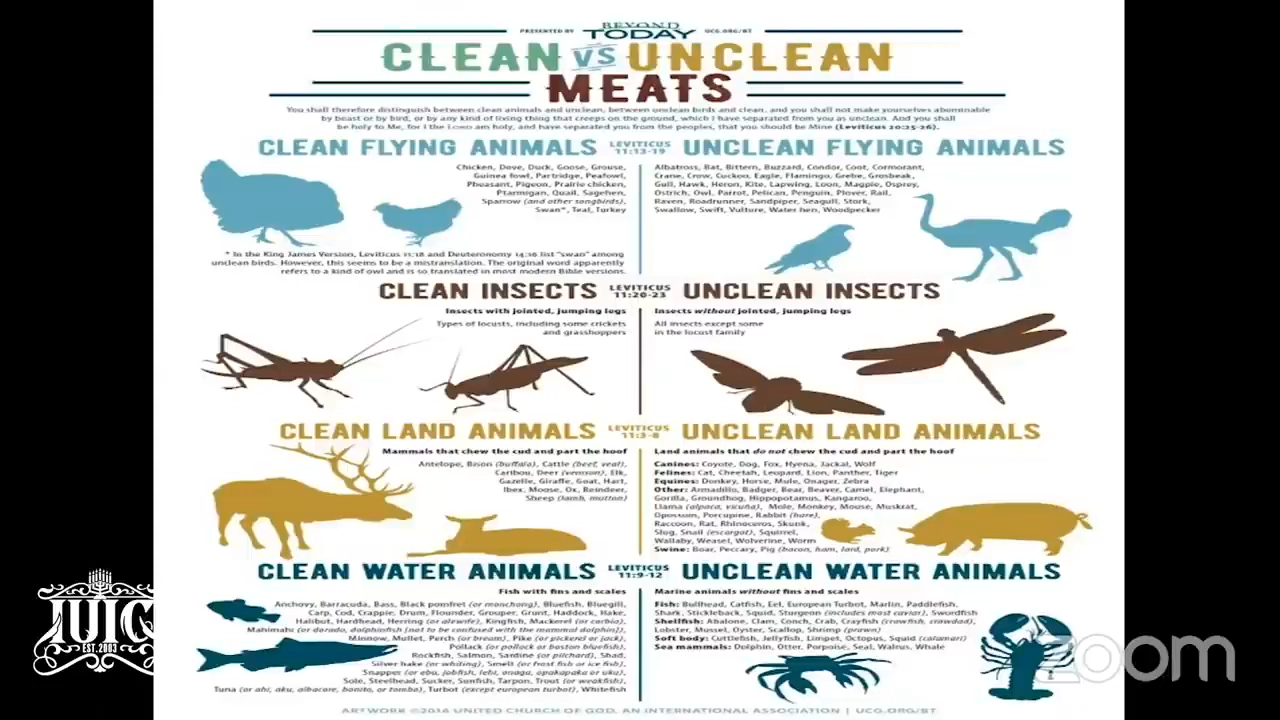 PRESENTED BY BEYOND TODAY UCG.ORG/BT
CLEAN VS UNCLEAN
MEATS
You shall therefore distinguish between clean animals and unclean, between unclean birds and clean, and you shall not make yourselves abominable
by beast or by bird, or by any kind of living thing that creeps on the ground, which I have separated from you as unclean. And you shall
be holy to Me, for I the LORD am holy, and have separated you from the peoples, that you should be Mine (Leviticus 20:25-26).
CLEAN FLYING ANIMALS
LEVITICUS
11:13-19
UNCLEAN FLYING ANIMALS
Chicken, Dove, Duck, Goose, Grouse,
Guinea fowl, Partridge, Peafowl,
Pheasant, Pigeon, Prairie chicken,
Ptarmigan, Quail, Sagehen,
Sparrow (and other songbirds),
Swan*, Teal, Turkey
* In the King James Version, Leviticus 11:18 and Deuteronomy 14:16 list "swan" among
unclean birds. However, this seems to be a mistranslation. The original word apparently
refers to a kind of owl and is so translated in most modern Bible versions.
Albatross, Bat, Bittern, Buzzard, Condor, Coot, Cormorant,
Crane, Crow, Cuckoo, Eagle, Flamingo, Grebe, Grosbeak,
Gull, Hawk, Heron, Kite, Lapwing, Loon, Magpie, Osprey,
Ostrich, Owl, Parrot, Pelican, Penguin, Plover, Rail,
Raven, Roadrunner, Sandpiper, Seagull, Stork,
Swallow, Swift, Vulture, Water hen, Woodpecker
CLEAN INSECTS
LEVITICUS
11:20-23
UNCLEAN INSECTS
Insects with jointed, jumping legs
Types of locusts, including some crickets
and grasshoppers
Insects without jointed, jumping legs
All insects except some
in the locust family
CLEAN LAND ANIMALS
LEVITICUS
11:3-8
UNCLEAN LAND ANIMALS
Mammals that chew the cud and part the hoof
Antelope, Bison (buffalo), Cattle (beef, veal),
Caribou, Deer (venison), Elk,
Gazelle, Giraffe, Goat, Hart,
Ibex, Moose, Ox, Reindeer,
Sheep (lamb, mutton)
Land animals that do not chew the cud and part the hoof
Canines: Coyote, Dog, Fox, Hyena, Jackal, Wolf
Felines: Cat, Cheetah, Leopard, Lion, Panther, Tiger
Equines: Donkey, Horse, Mule, Onager, Zebra
Other: Armadillo, Badger, Bear, Beaver, Camel, Elephant,
Gorilla, Groundhog, Hippopotamus, Kangaroo,
Llama (alpaca, vicuña), Mole, Monkey, Mouse, Muskrat,
Opossum, Porcupine, Rabbit (hare),
Raccoon, Rat, Rhinoceros, Skunk,
Slug, Snail (escargot), Squirrel,
Wallaby, Weasel, Wolverine, Worm
Swine: Boar, Peccary, Pig (bacon, ham, lard, pork)
CLEAN WATER ANIMALS
LEVITICUS
11:9-12
UNCLEAN WATER ANIMALS
Fish with fins and scales
Anchovy, Barracuda, Bass, Black pomfret (or monchong), Bluefish, Bluegill,
Carp, Cod, Crappie, Drum, Flounder, Grouper, Grunt, Haddock, Hake,
Halibut, Hardhead, Herring (or alewife), Kingfish, Mackerel (or corbia),
Mahimahi (or dorado, dolphinfish [not to be confused with the mammal dolphin]),
Minnow, Mullet, Perch (or bream), Pike (or pickerel or jack),
Pollack (or pollock or boston bluefish),
Rockfish, Salmon, Sardine (or pilchard), Shad,
Silver hake (or whiting), Smelt (or frost fish or ice fish),
Snapper (or ebu, jobfish, lehi, onaga, opakapaka or uku),
Sole, Steelhead, Sucker, Sunfish, Tarpon, Trout (or weakfish),
Tuna (or ahi, aku, albacore, bonito, or tombo), Turbot (except european turbot), Whitefish
Marine animals without fins and scales
Fish: Bullhead, Catfish, Eel, European Turbot, Marlin, Paddlefish,
Shark, Stickleback, Squid, Sturgeon (includes most caviar), Swordfish
Shellfish: Abalone, Clam, Conch, Crab, Crayfish (crawfish, crawdad),
Lobster, Mussel, Oyster, Scallop, Shrimp (prawn)
Soft body: Cuttlefish, Jellyfish, Limpet, Octopus, Squid (calamari)
Sea mammals: Dolphin, Otter, Porpoise, Seal, Walrus, Whale
ARTWORK ©2014 UNITED CHURCH OF GOD, AN INTERNATIONAL ASSOCIATION | UCG.ORG/BT
IUIC
EST. 2003
zoom